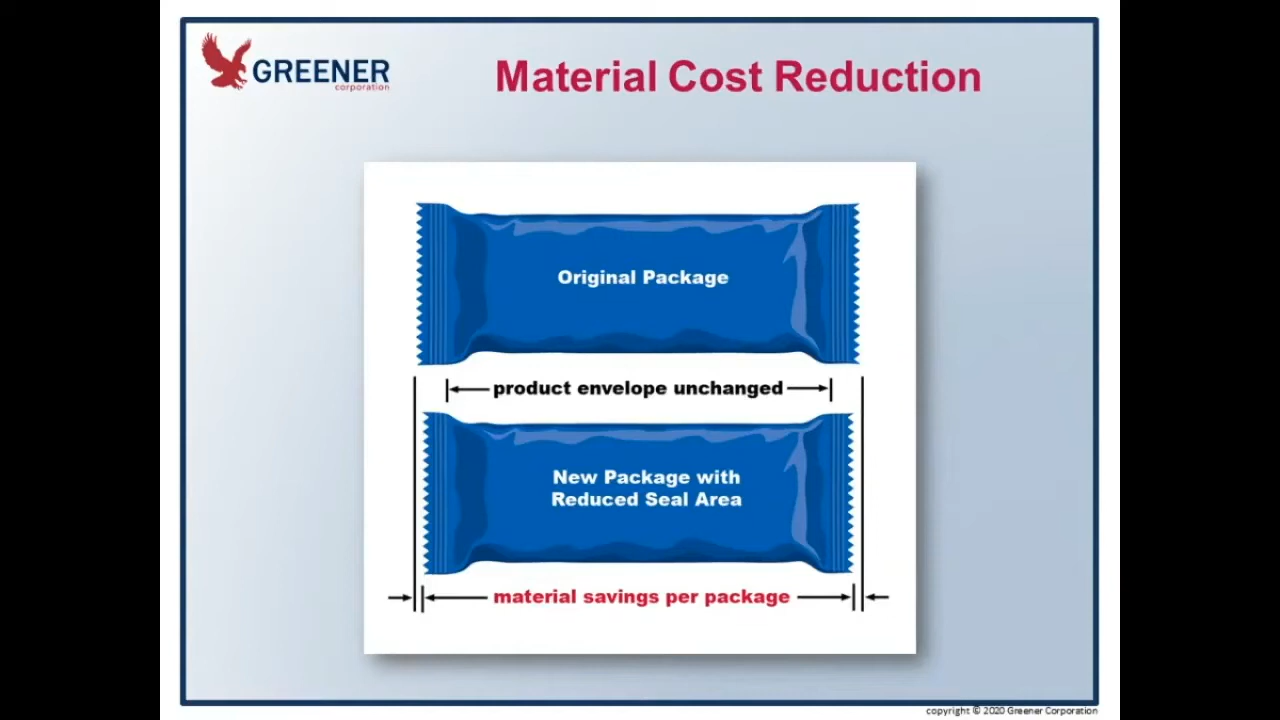 GREENER
corporation
Material Cost Reduction
Original Package
product envelope unchanged
New Package with
Reduced Seal Area
material savings per package
copyright © 2020 Greener Corporation